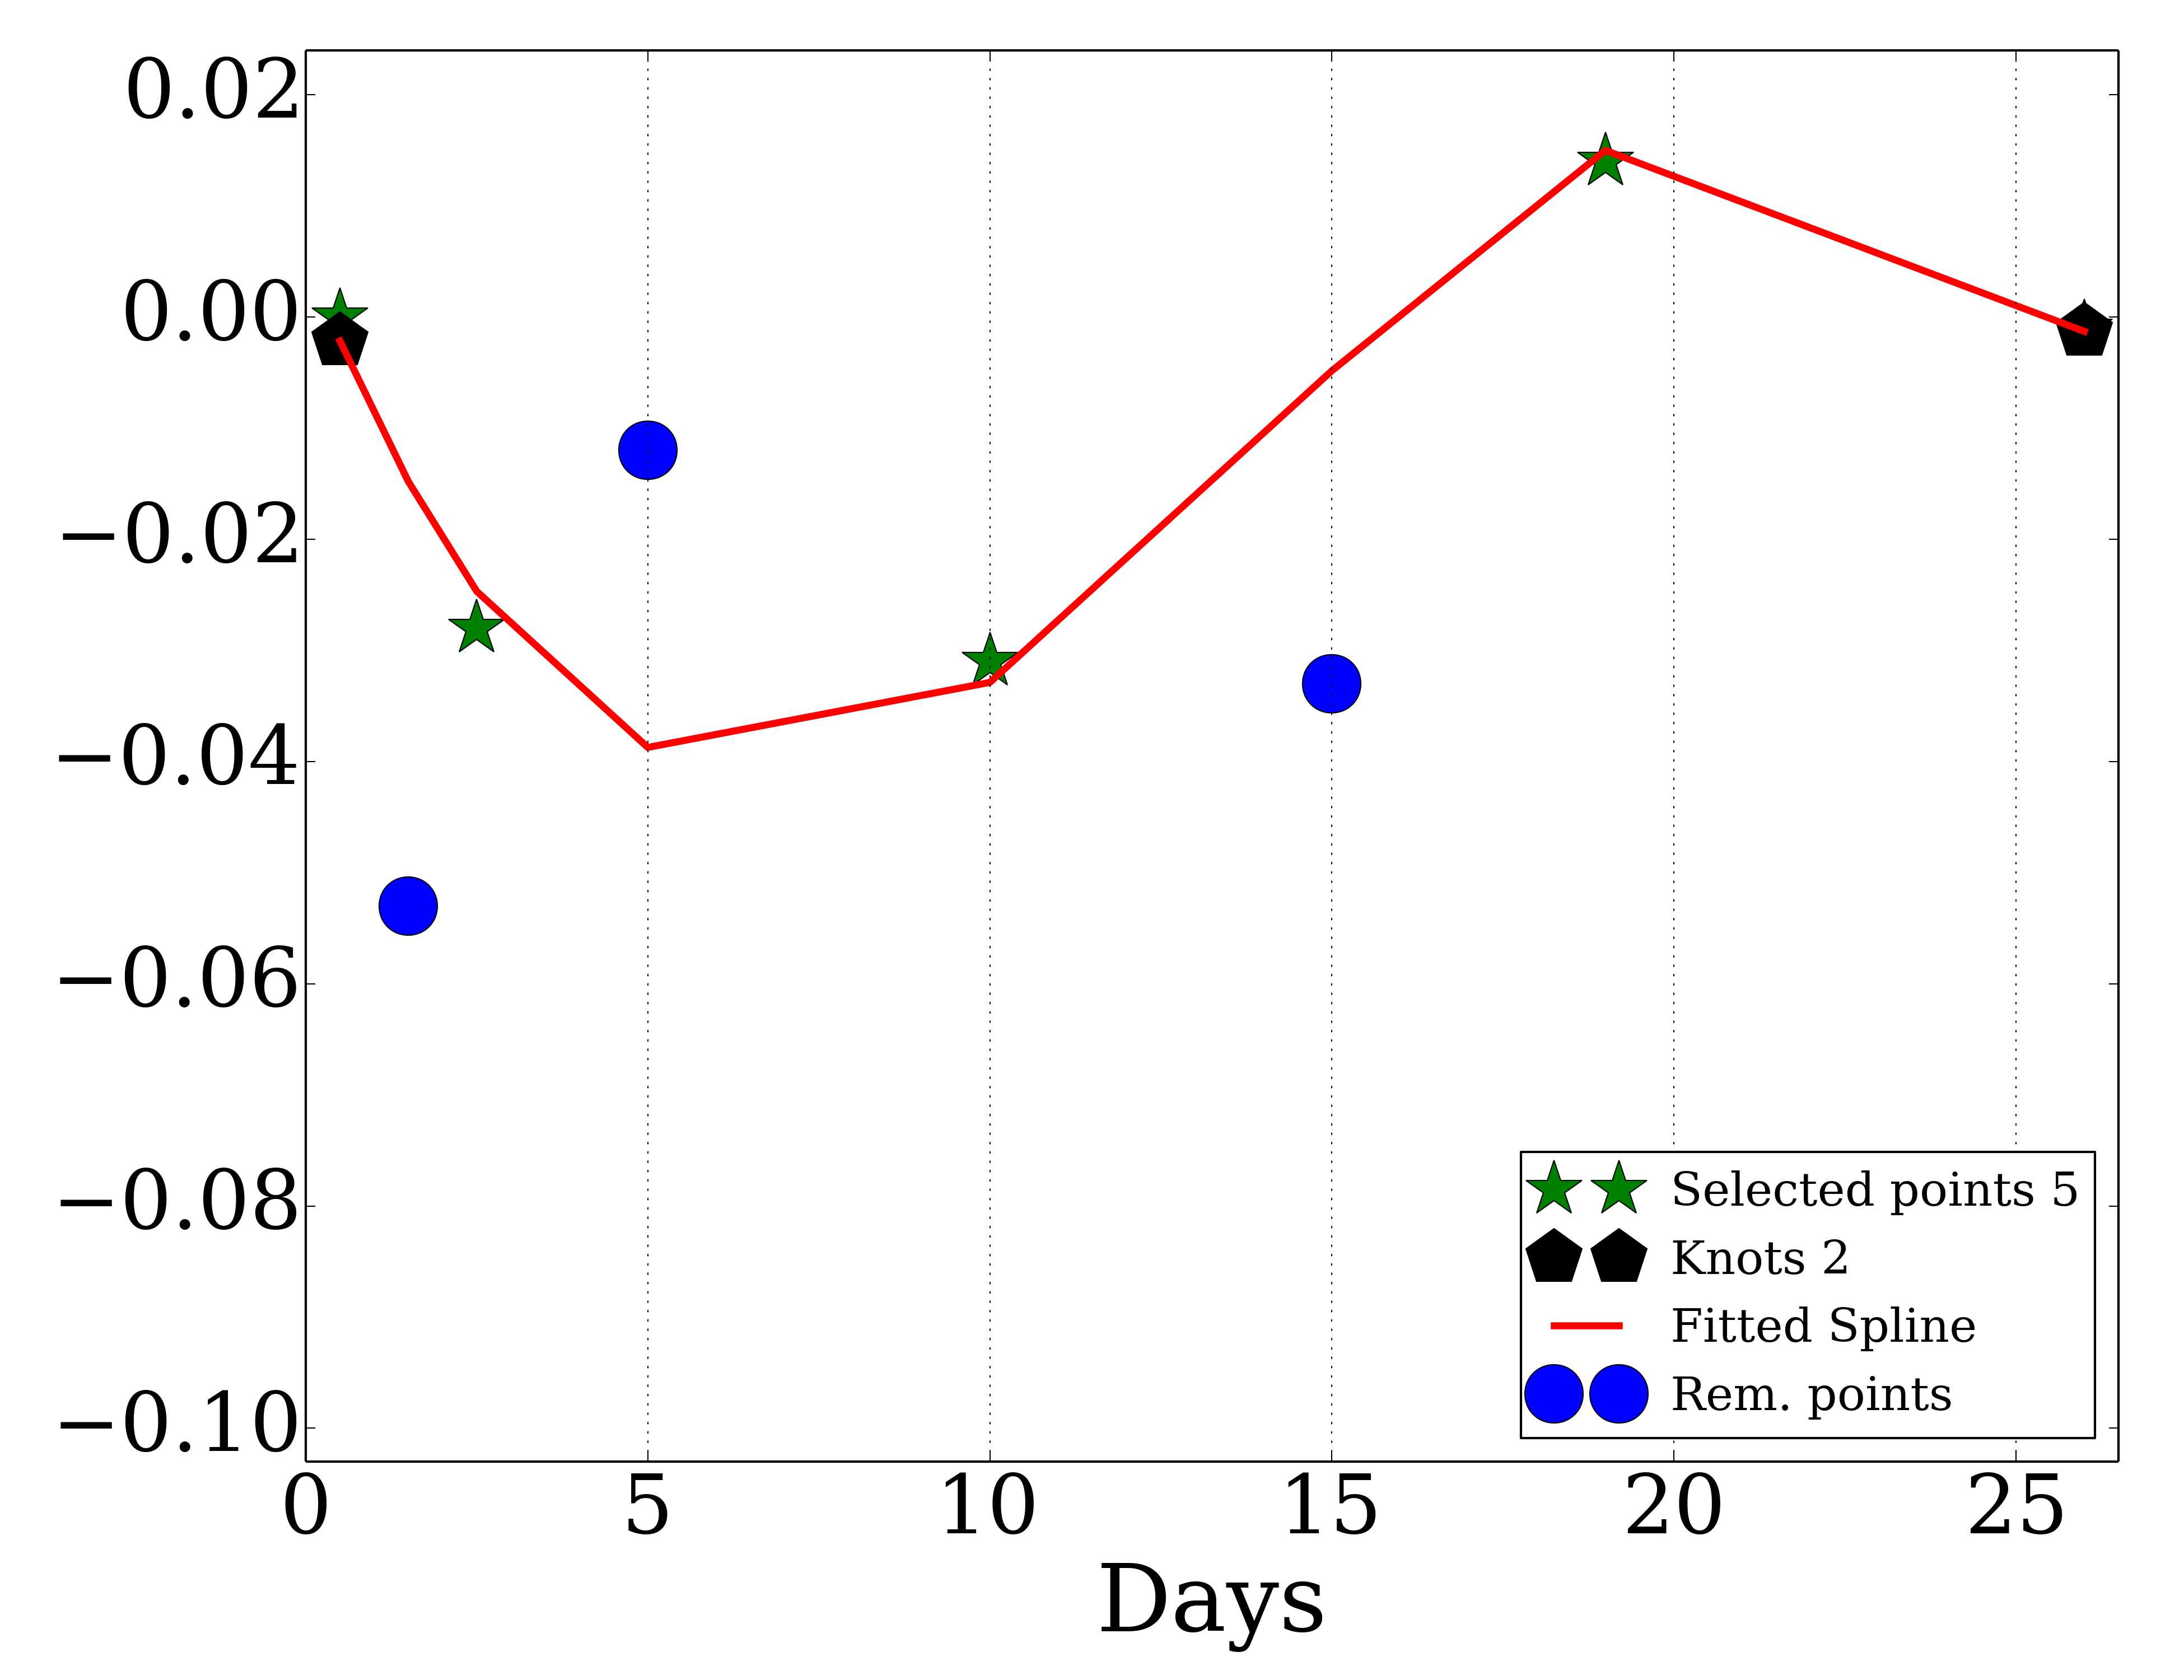 0.02
0.00
−0.02
−0.04
−0.06
−0.08
−0.10
0 5 10 15 20 25
Days
Selected points 5
Knots 2
Fitted Spline
Rem. points